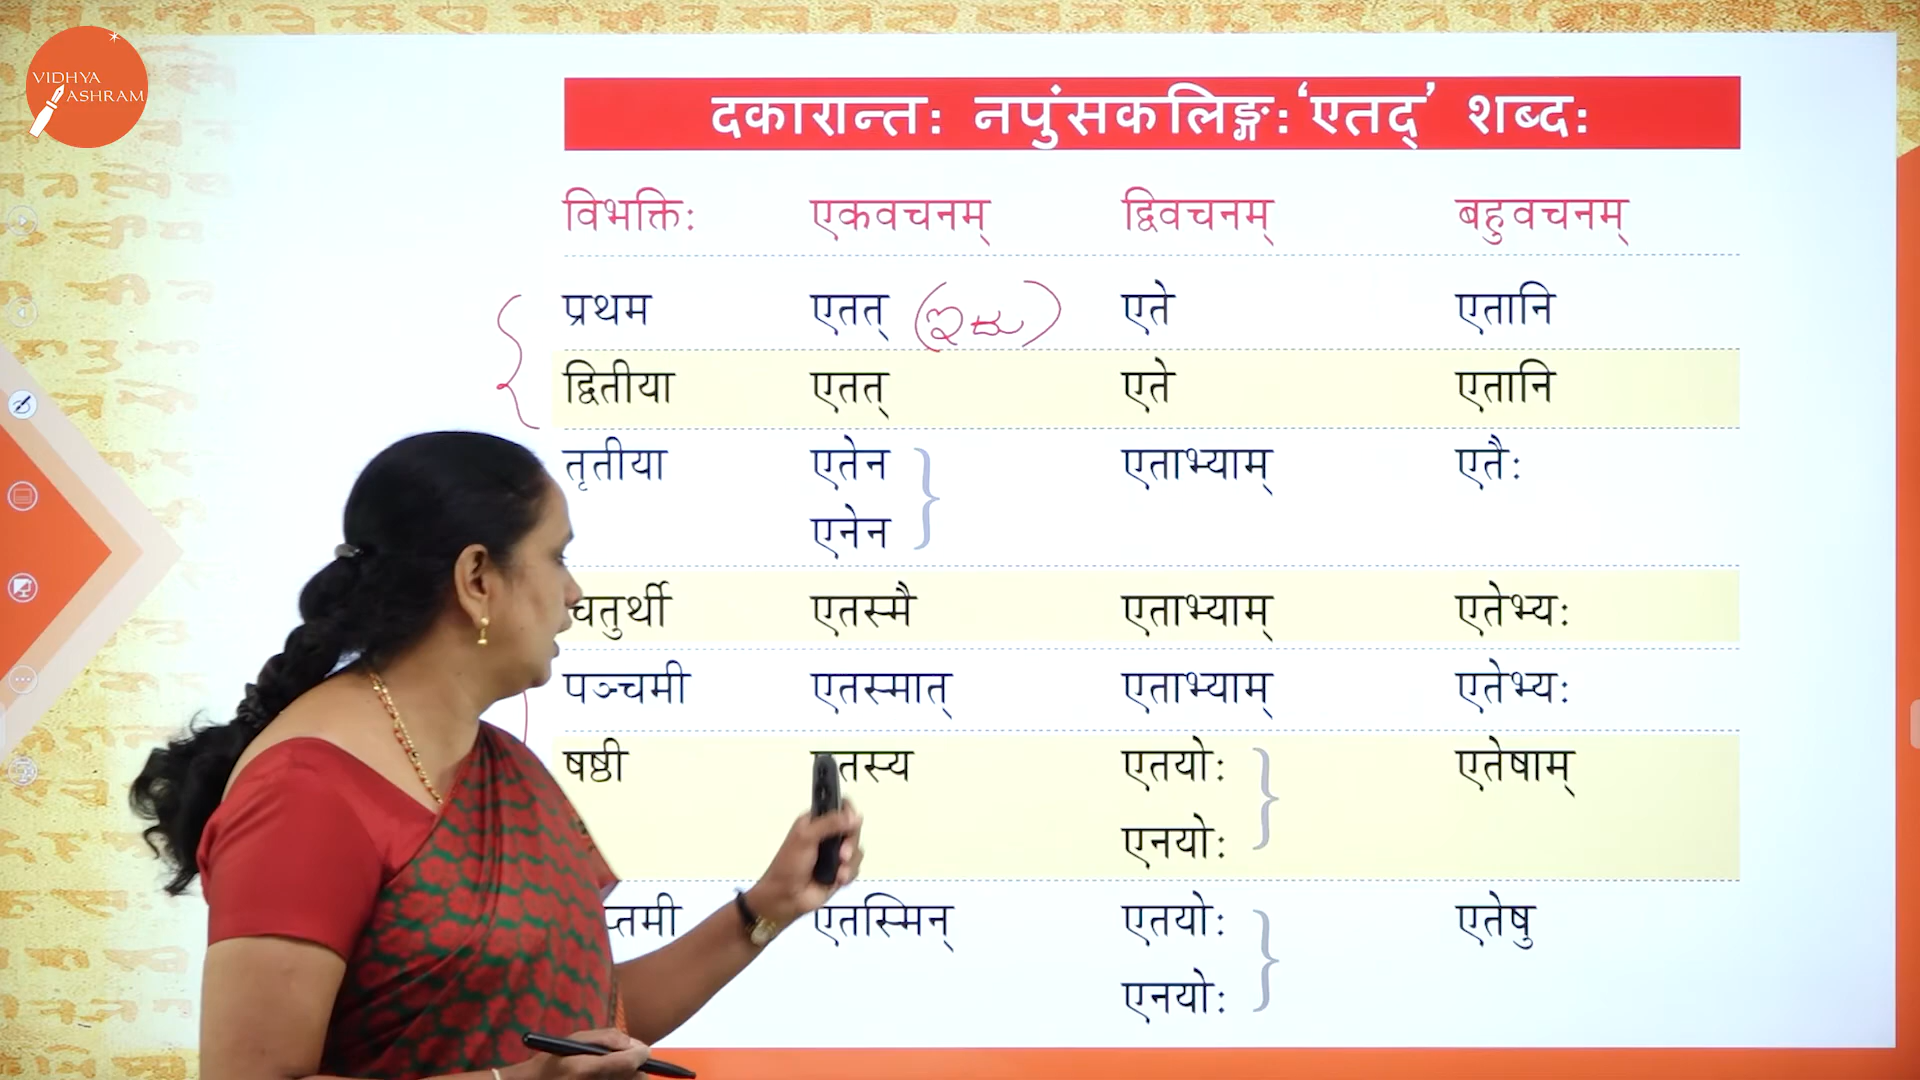 VIDHYA
ASHRAM
दकारान्तः नपुंसकलिङ्गः ‘एतद्’ शब्दः
विभक्तिः एकवचनम् द्विवचनम् बहुवचनम्
प्रथम एतत् (ಇದು) एते एतानि
द्वितीया एतत् एते एतानि
तृतीया एतेन } एताभ्याम् एतैः
एनेन
चतुर्थी एतस्मै एताभ्याम् एतेभ्यः
पञ्चमी एतस्मात् एताभ्याम् एतेभ्यः
षष्ठी एतस्य एतयोः } एतेषाम्
एनयोः
प्तमी एतस्मिन् एतयोः } एतेषु
एनयोः